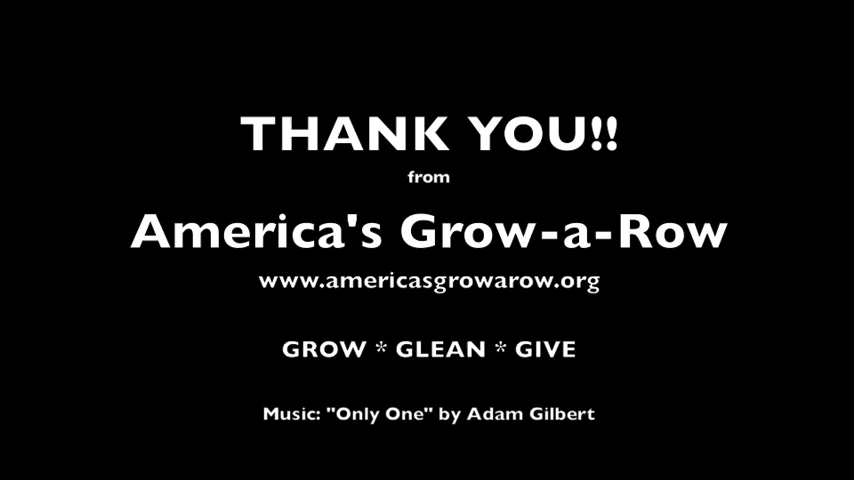 THANK YOU!!
from
America's Grow-a-Row
www.americasgrowarow.org
GROW * GLEAN * GIVE
Music: "Only One" by Adam Gilbert